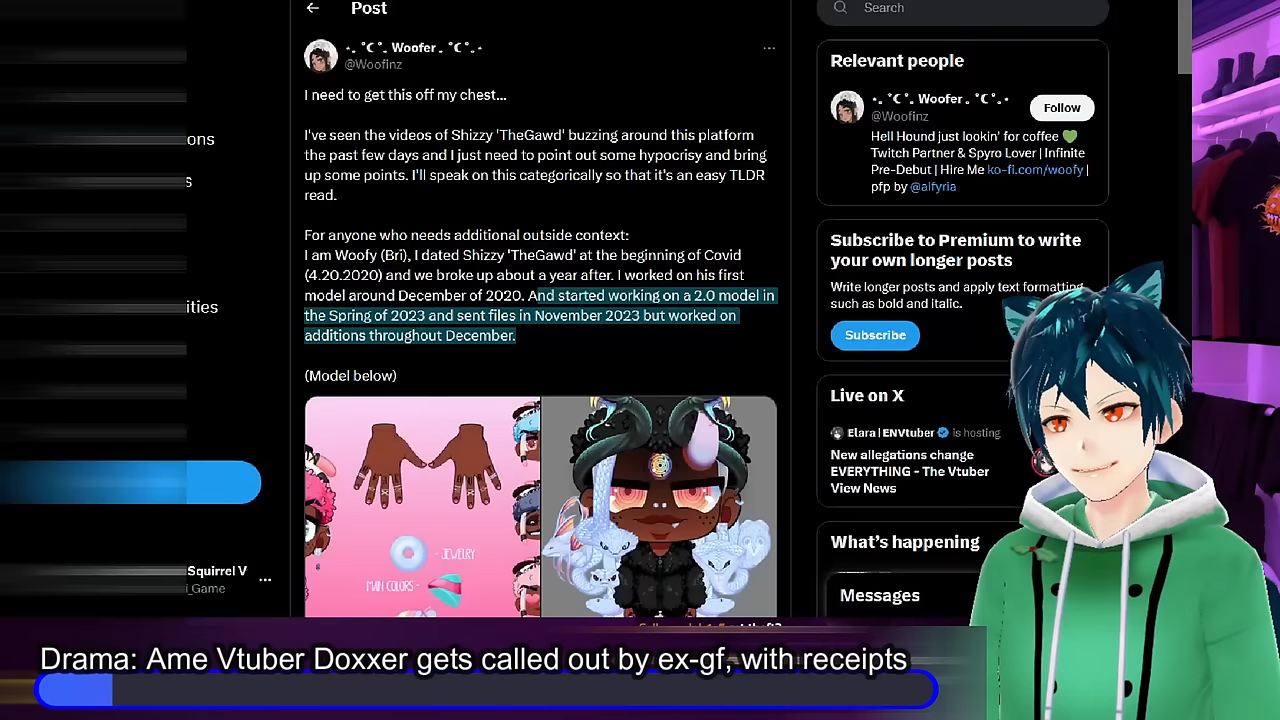 Post
Search
⋆｡°☾°｡ Woofer ｡°☾°｡⋆
@Woofinz
I need to get this off my chest...
I've seen the videos of Shizzy 'TheGawd' buzzing around this platform
the past few days and I just need to point out some hypocrisy and bring
up some points. I'll speak on this categorically so that it's an easy TLDR
read.
For anyone who needs additional outside context:
I am Woofy (Bri), I dated Shizzy 'TheGawd' at the beginning of Covid
(4.20.2020) and we broke up about a year after. I worked on his first
model around December of 2020. And started working on a 2.0 model in
the Spring of 2023 and sent files in November 2023 but worked on
additions throughout December.
(Model below)
- JEWELRY
MAIN COLORS -
ons
s
ities
Squirrel V
_Game
Relevant people
⋆｡°☾°｡ Woofer ｡°☾°｡⋆
@Woofinz
Follow
Hell Hound just lookin' for coffee 💚
Twitch Partner & Spyro Lover | Infinite
Pre-Debut | Hire Me ko-fi.com/woofy |
pfp by @alfyria
Subscribe to Premium to write
your own longer posts
Write longer posts and apply text formatting
such as bold and italic.
Subscribe
Live on X
Elara | ENVtuber is hosting
New allegations change
EVERYTHING - The Vtuber
View News
What's happening
Messages
Drama: Ame Vtuber Doxxer gets called out by ex-gf, with receipts